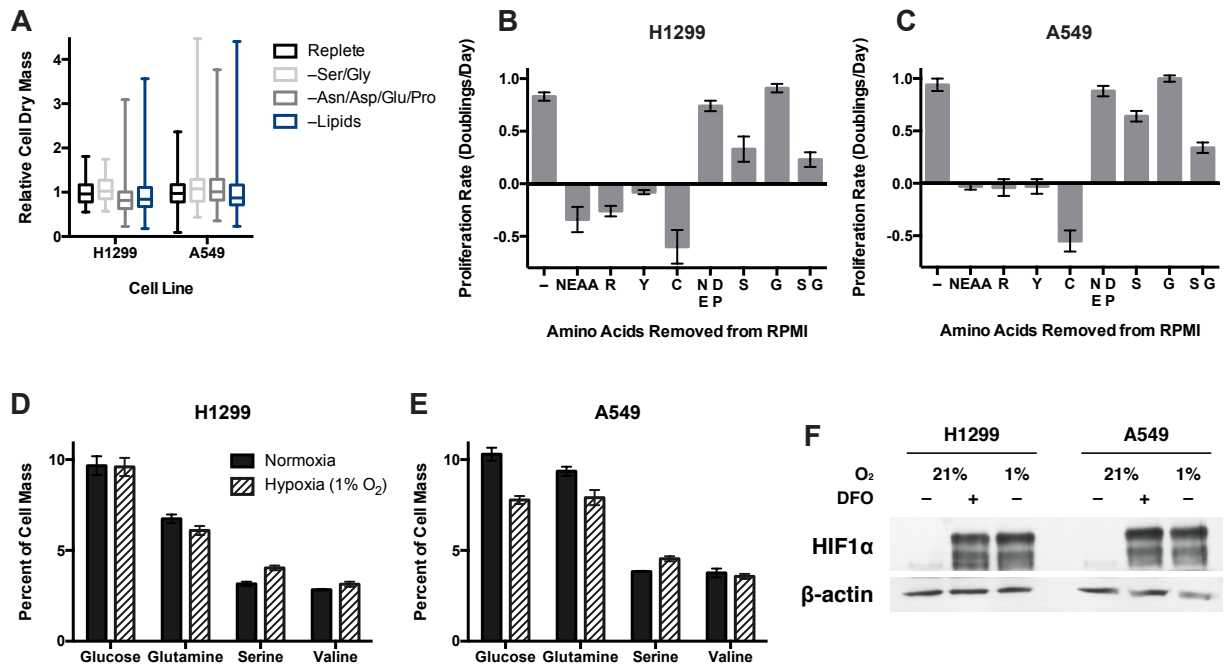 A
Relative Cell Dry Mass
4
3
2
1
0
H1299
A549
Cell Line
Replete
–Ser/Gly
–Asn/Asp/Glu/Pro
–Lipids
B
H1299
Proliferation Rate (Doublings/Day)
1.0
0.5
0.0
-0.5
– NEAA R Y C N D S G S G
E P
Amino Acids Removed from RPMI
C
A549
Proliferation Rate (Doublings/Day)
1.0
0.5
0.0
-0.5
– NEAA R Y C N D S G S G
E P
Amino Acids Removed from RPMI
D
H1299
Percent of Cell Mass
10
5
0
Glucose Glutamine Serine Valine
Normoxia
Hypoxia (1% O2)
E
A549
Percent of Cell Mass
10
5
0
Glucose Glutamine Serine Valine
F
H1299 A549
O2 21% 1% 21% 1%
DFO – + – – + –
HIF1α
β-actin